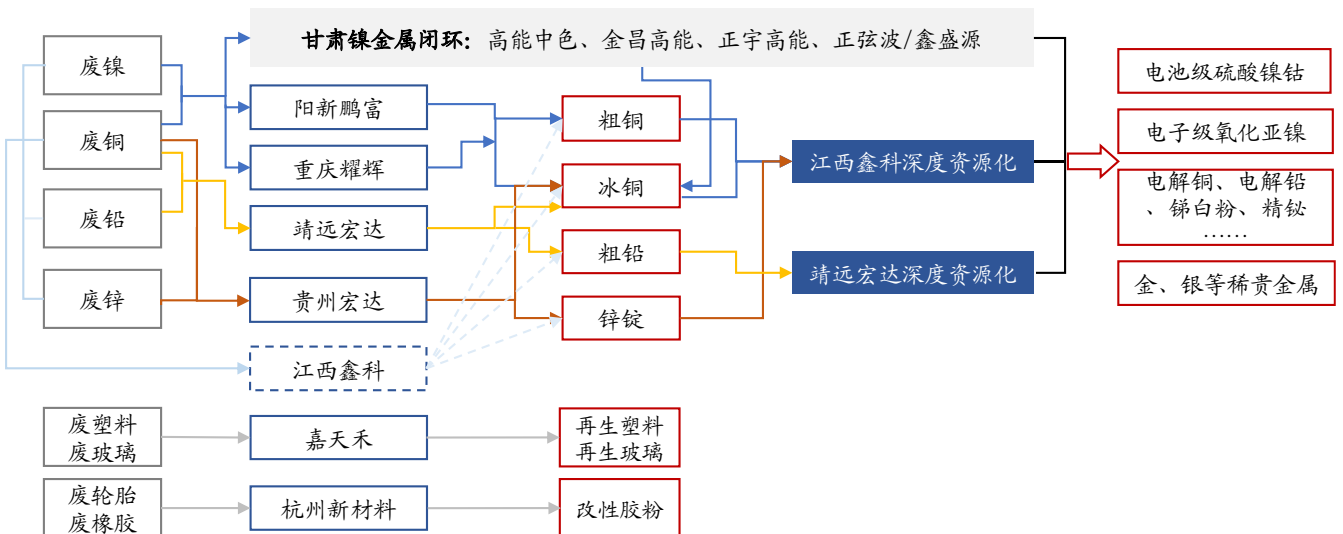 甘肃镍金属闭环：高能中色、金昌高能、正宇高能、正弦波/鑫盛源
废镍
废铜
废铅
废锌
阳新鹏富
重庆耀辉
靖远宏达
贵州宏达
江西鑫科
粗铜
冰铜
粗铅
锌锭
江西鑫科深度资源化
靖远宏达深度资源化
电池级硫酸镍钴
电子级氧化亚镍
电解铜、电解铅
、锑白粉、精铋
……
金、银等稀贵金属
废塑料
废玻璃
嘉天禾
再生塑料
再生玻璃
废轮胎
废橡胶
杭州新材料
改性胶粉